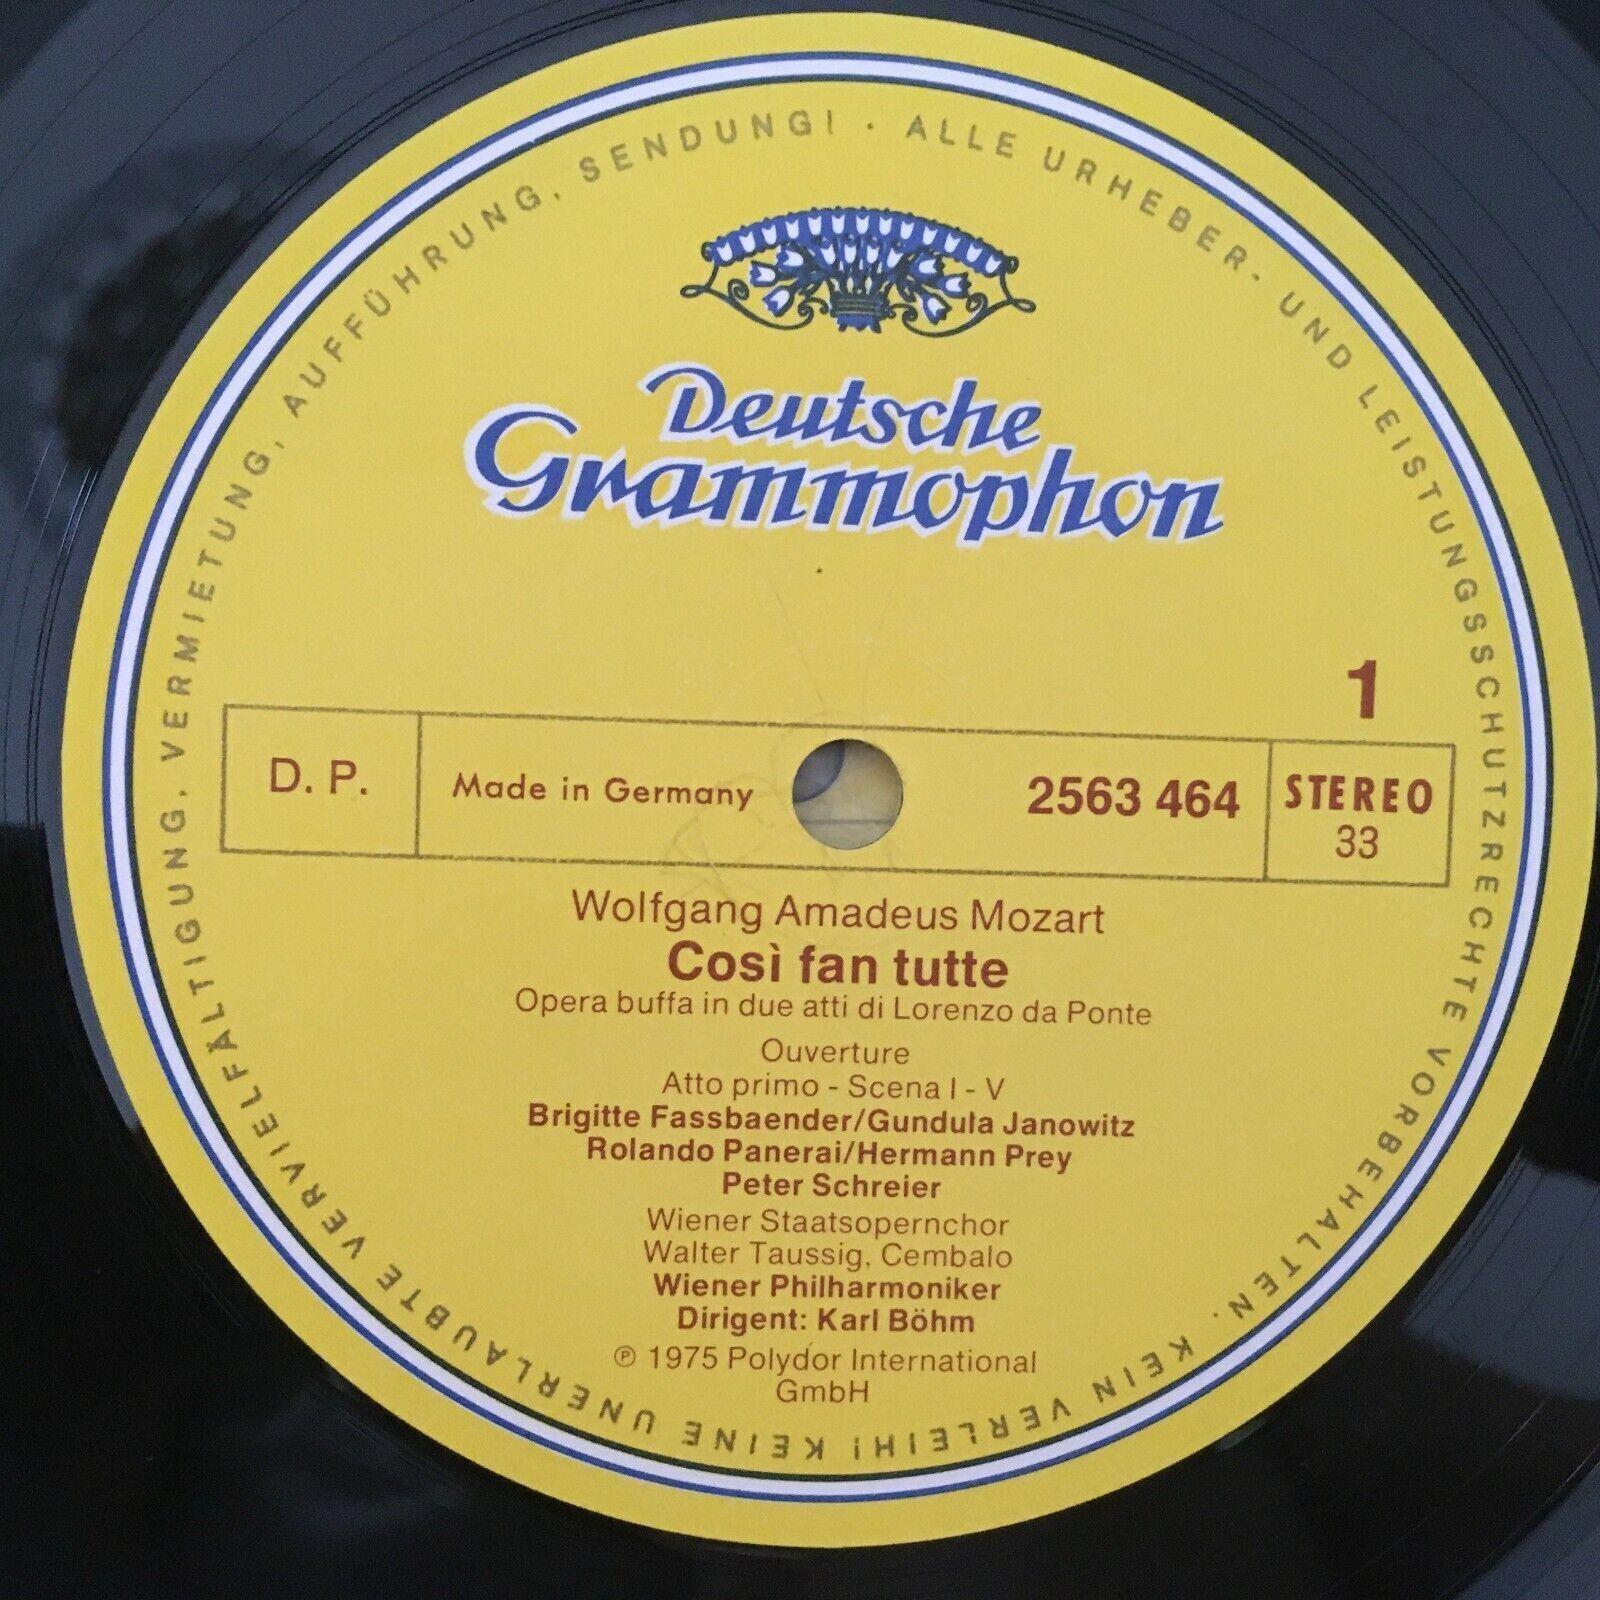 ALLE URHEBER- UND LEISTUNGSSCHUTZRECHTE VORBEHALTEN. KEIN VERLEIH! KEINE UNERLAUBTE VERVIELFÄLTIGUNG, VERMIETUNG, AUFFÜHRUNG, SENDUNG! ·
Deutsche
Grammophon
1
D. P.
Made in Germany
2563 464
STEREO
33
Wolfgang Amadeus Mozart
Così fan tutte
Opera buffa in due atti di Lorenzo da Ponte
Ouverture
Atto primo - Scena I - V
Brigitte Fassbaender/Gundula Janowitz
Rolando Panerai/Hermann Prey
Peter Schreier
Wiener Staatsopernchor
Walter Taussig, Cembalo
Wiener Philharmoniker
Dirigent: Karl Böhm
℗ 1975 Polydor International
GmbH